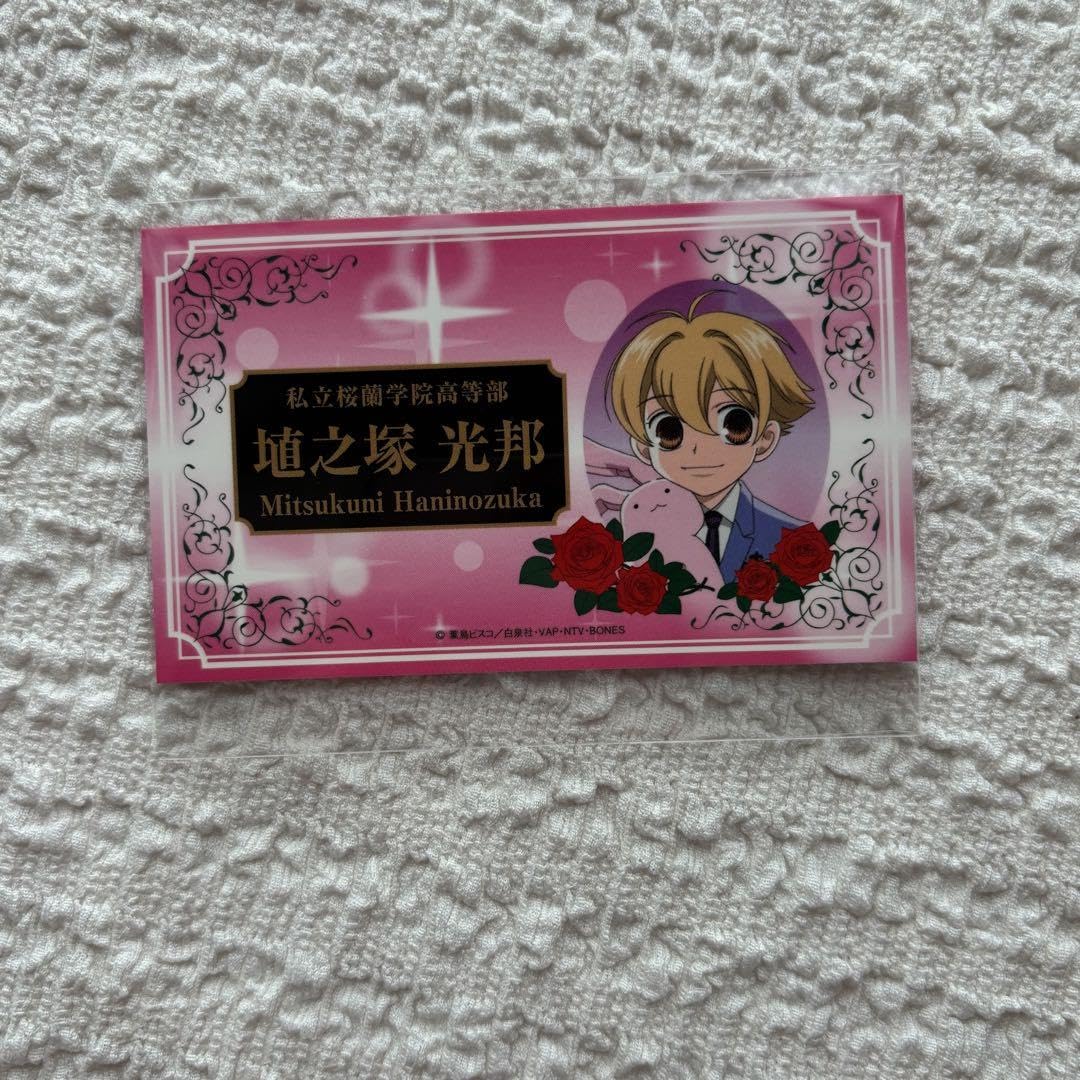 私立桜蘭学院高等部
埴之塚 光邦
Mitsukuni Haninozuka
© 葉鳥ビスコ/白泉社・VAP・NTV・BONES